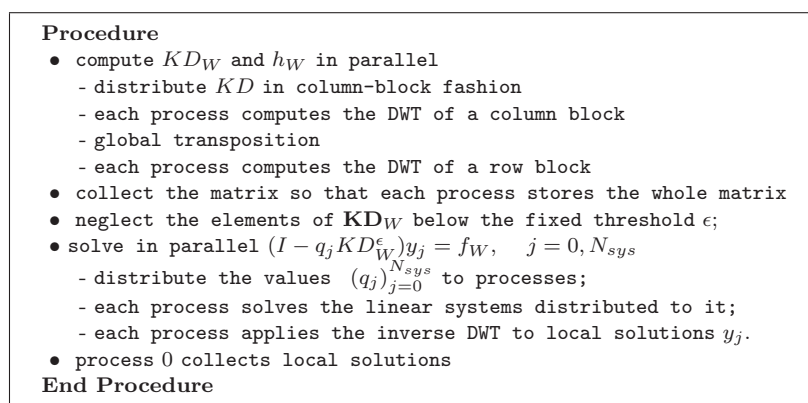 Procedure
• compute $KD_W$ and $h_W$ in parallel
- distribute $KD$ in column-block fashion
- each process computes the DWT of a column block
- global transposition
- each process computes the DWT of a row block
• collect the matrix so that each process stores the whole matrix
• neglect the elements of $\mathbf{KD}_W$ below the fixed threshold $\epsilon$;
• solve in parallel $(I - q_j KD_W^\epsilon) y_j = f_W, \quad j = 0, N_{sys}$
- distribute the values $(q_j)_{j=0}^{N_{sys}}$ to processes;
- each process solves the linear systems distributed to it;
- each process applies the inverse DWT to local solutions $y_j$.
• process 0 collects local solutions
End Procedure